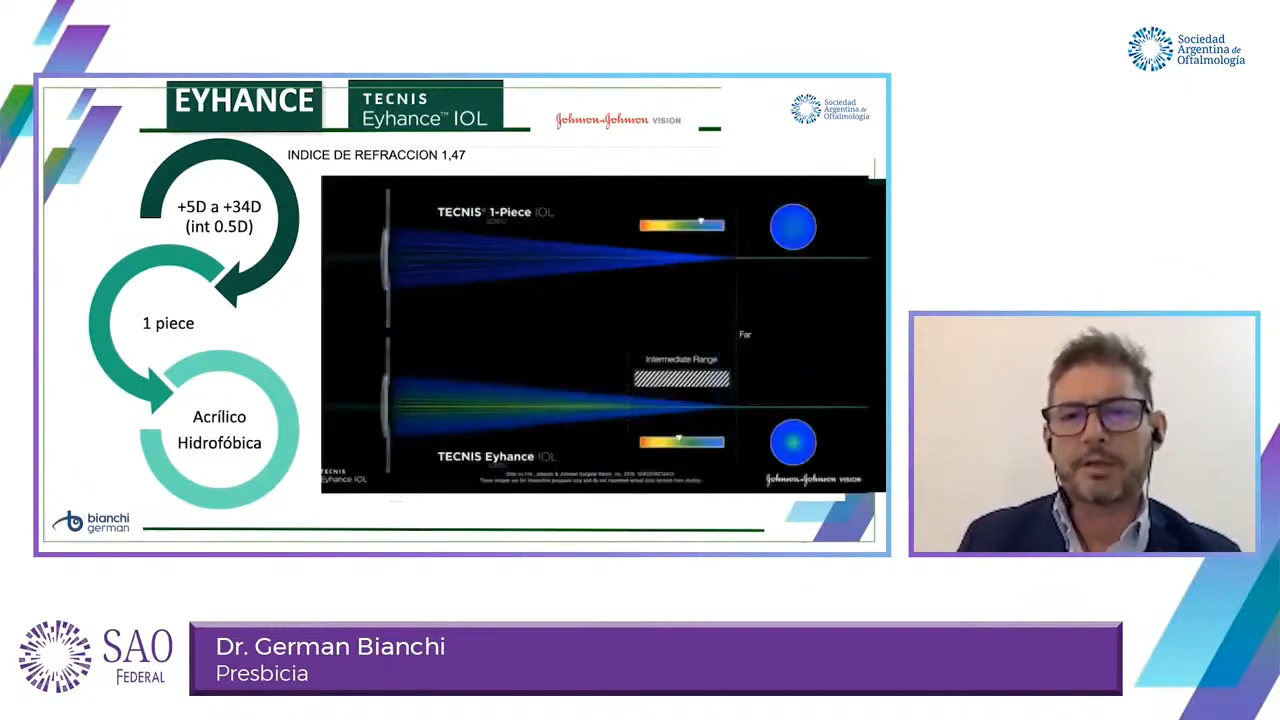 Sociedad
Argentina de
Oftalmología
EYHANCE
TECNIS
Eyhance™ IOL
Johnson & Johnson VISION
Sociedad
Argentina de
Oftalmología
INDICE DE REFRACCION 1,47
+5D a +34D
(int 0.5D)
1 piece
Acrílico
Hidrofóbica
TECNIS® 1-Piece IOL
Far
Intermediate Range
TECNIS Eyhance IOL
TECNIS
Eyhance IOL
Johnson & Johnson VISION
bianchi
german
SAO
FEDERAL
Dr. German Bianchi
Presbicia